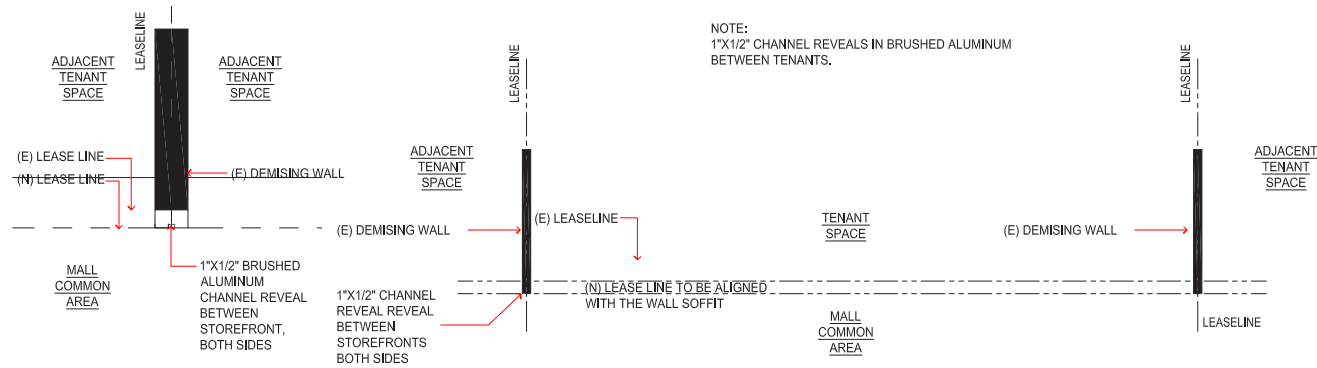 LEASELINE
ADJACENT
TENANT
SPACE
ADJACENT
TENANT
SPACE
(E) LEASE LINE
(N) LEASE LINE
(E) DEMISING WALL
MALL
COMMON
AREA
1"X1/2" BRUSHED
ALUMINUM
CHANNEL REVEAL
BETWEEN
STOREFRONT,
BOTH SIDES
NOTE:
1"X1/2" CHANNEL REVEALS IN BRUSHED ALUMINUM
BETWEEN TENANTS.
LEASELINE
ADJACENT
TENANT
SPACE
(E) DEMISING WALL
(E) LEASELINE
1"X1/2" CHANNEL
REVEAL REVEAL
BETWEEN
STOREFRONTS
BOTH SIDES
(N) LEASE LINE TO BE ALIGNED
WITH THE WALL SOFFIT
TENANT
SPACE
MALL
COMMON
AREA
LEASELINE
(E) DEMISING WALL
ADJACENT
TENANT
SPACE
LEASELINE